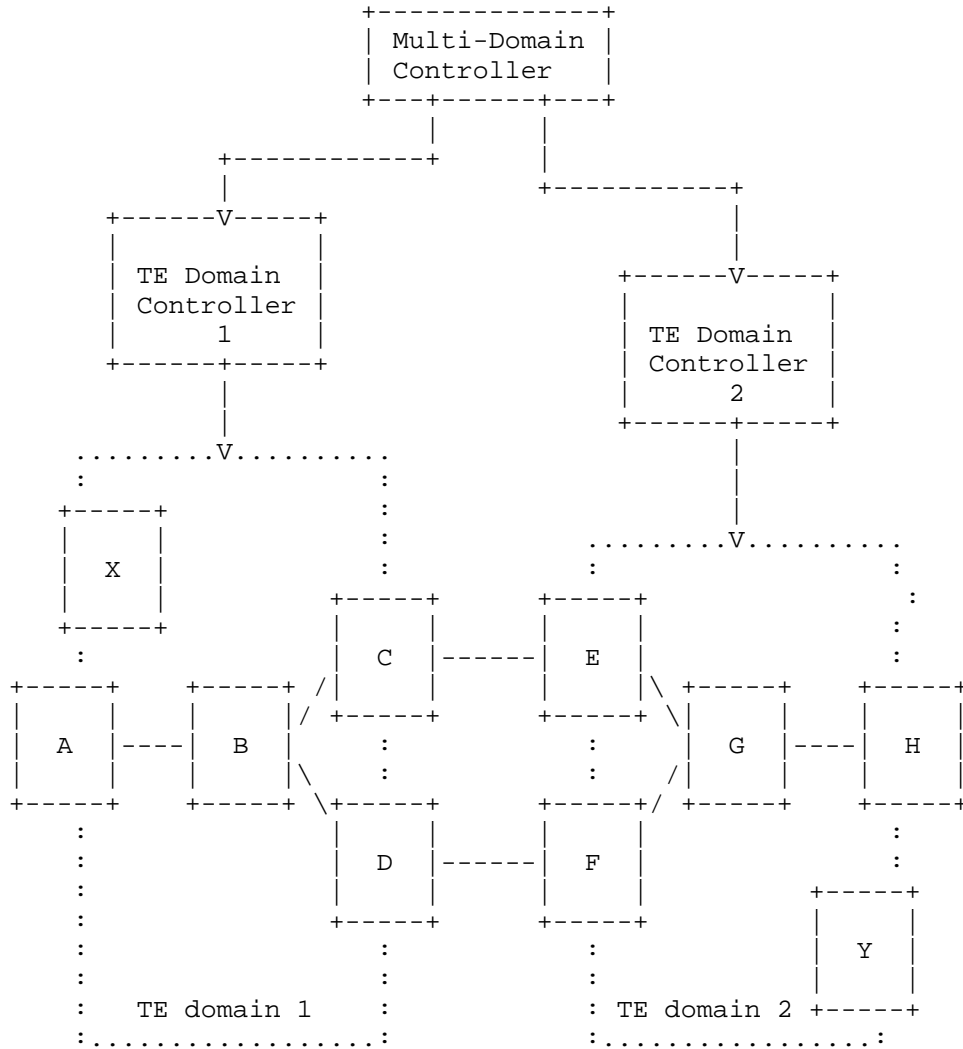 Multi-Domain
Controller
TE Domain
Controller
1
TE Domain
Controller
2
X
C
E
A
B
G
H
D
F
Y
TE domain 1
TE domain 2